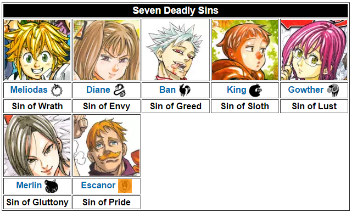 Seven Deadly Sins
Meliodas Diane Ban King Gowther
Sin of Wrath Sin of Envy Sin of Greed Sin of Sloth Sin of Lust
Merlin Escanor
Sin of Gluttony Sin of Pride